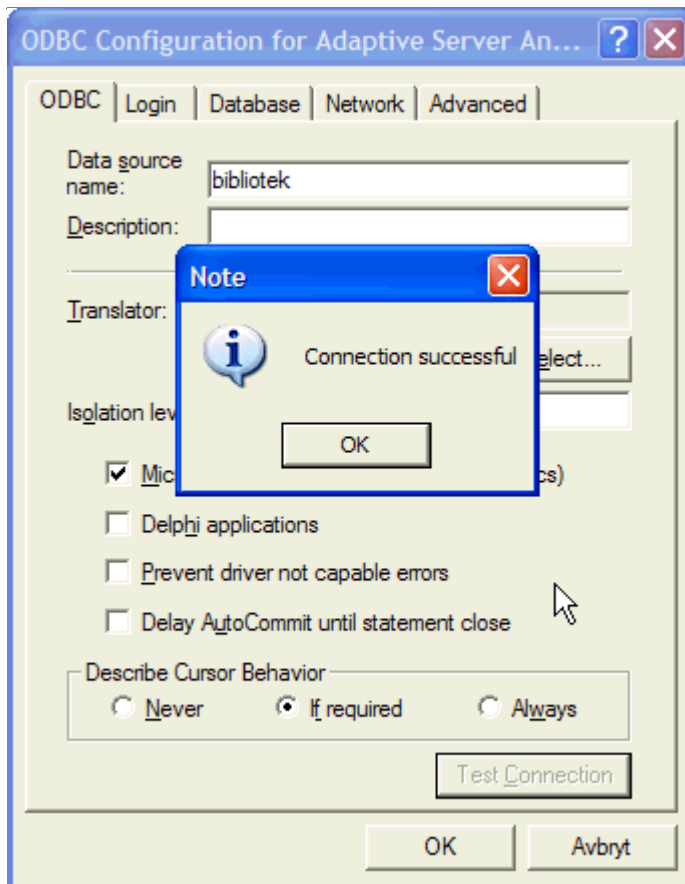 ODBC Configuration for Adaptive Server An...
ODBC Login Database Network Advanced
Data source
name:
bibliotek
Description:
Note
Translator:
Connection successful
elect...
Isolation lev
OK
Mic cs)
Delphi applications
Prevent driver not capable errors
Delay AutoCommit until statement close
Describe Cursor Behavior
Never If required Always
Test Connection
OK Avbryt